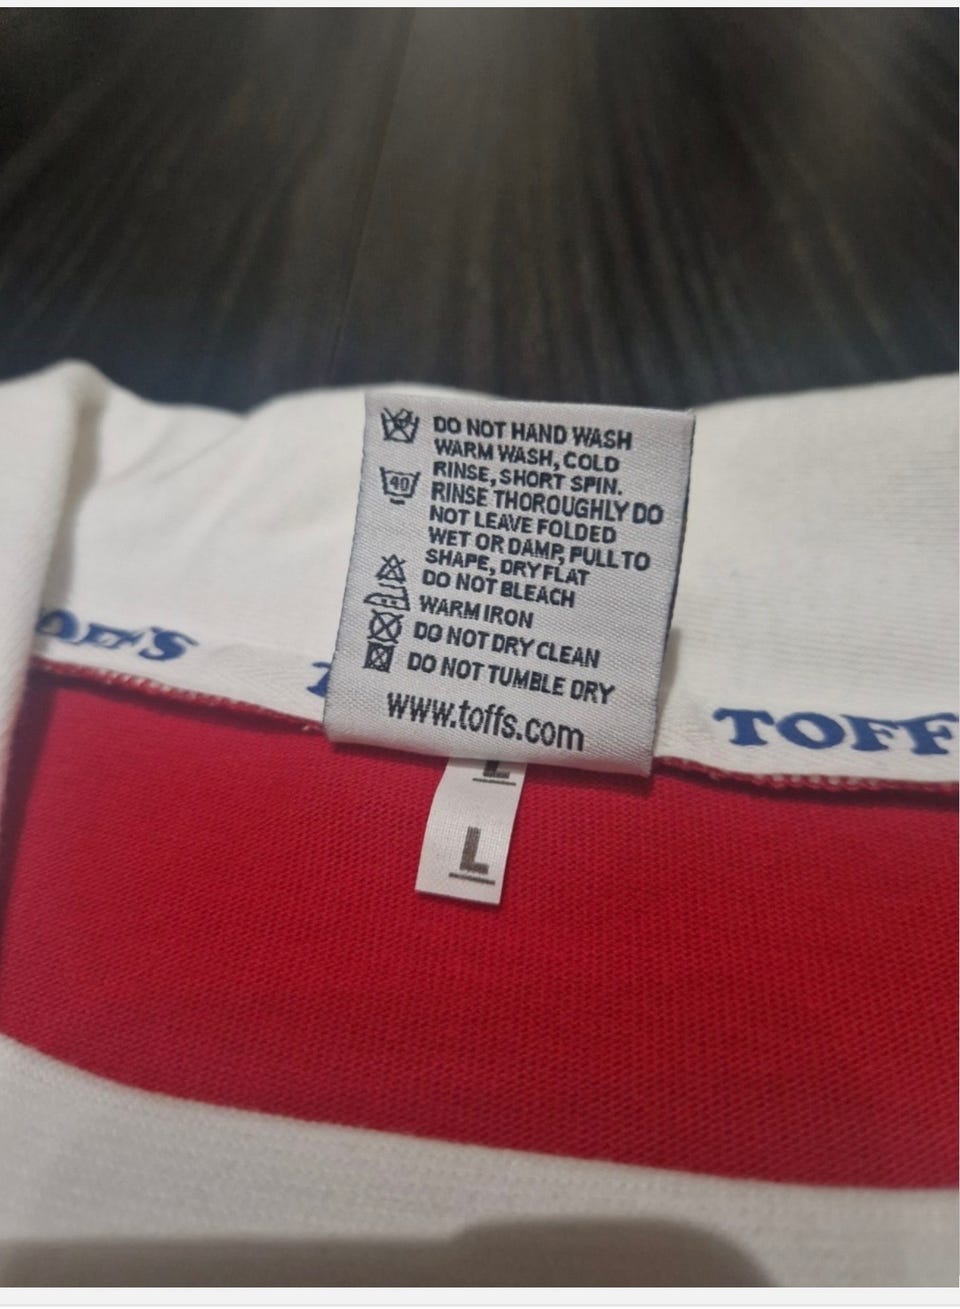 DO NOT HAND WASH
WARM WASH, COLD
RINSE, SHORT SPIN.
40
RINSE THOROUGHLY DO
NOT LEAVE FOLDED
WET OR DAMP, PULL TO
SHAPE, DRY FLAT
DO NOT BLEACH
WARM IRON
DO NOT DRY CLEAN
DO NOT TUMBLE DRY
www.toffs.com
TOFF
L